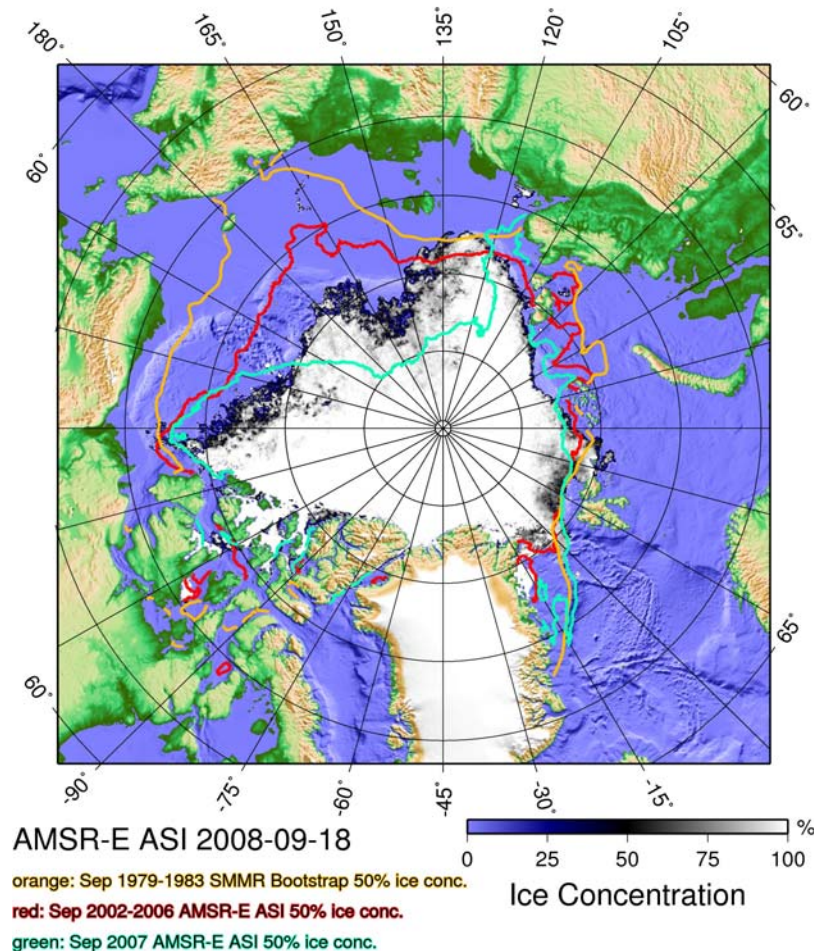 180˚ 165˚ 150˚ 135˚ 120˚ 105˚
60˚ 60˚
65˚
65˚
60˚
-90˚ -75˚ -60˚ -45˚ -30˚ -15˚
AMSR-E ASI 2008-09-18
%
0 25 50 75 100
orange: Sep 1979-1983 SMMR Bootstrap 50% ice conc.
Ice Concentration
red: Sep 2002-2006 AMSR-E ASI 50% ice conc.
green: Sep 2007 AMSR-E ASI 50% ice conc.